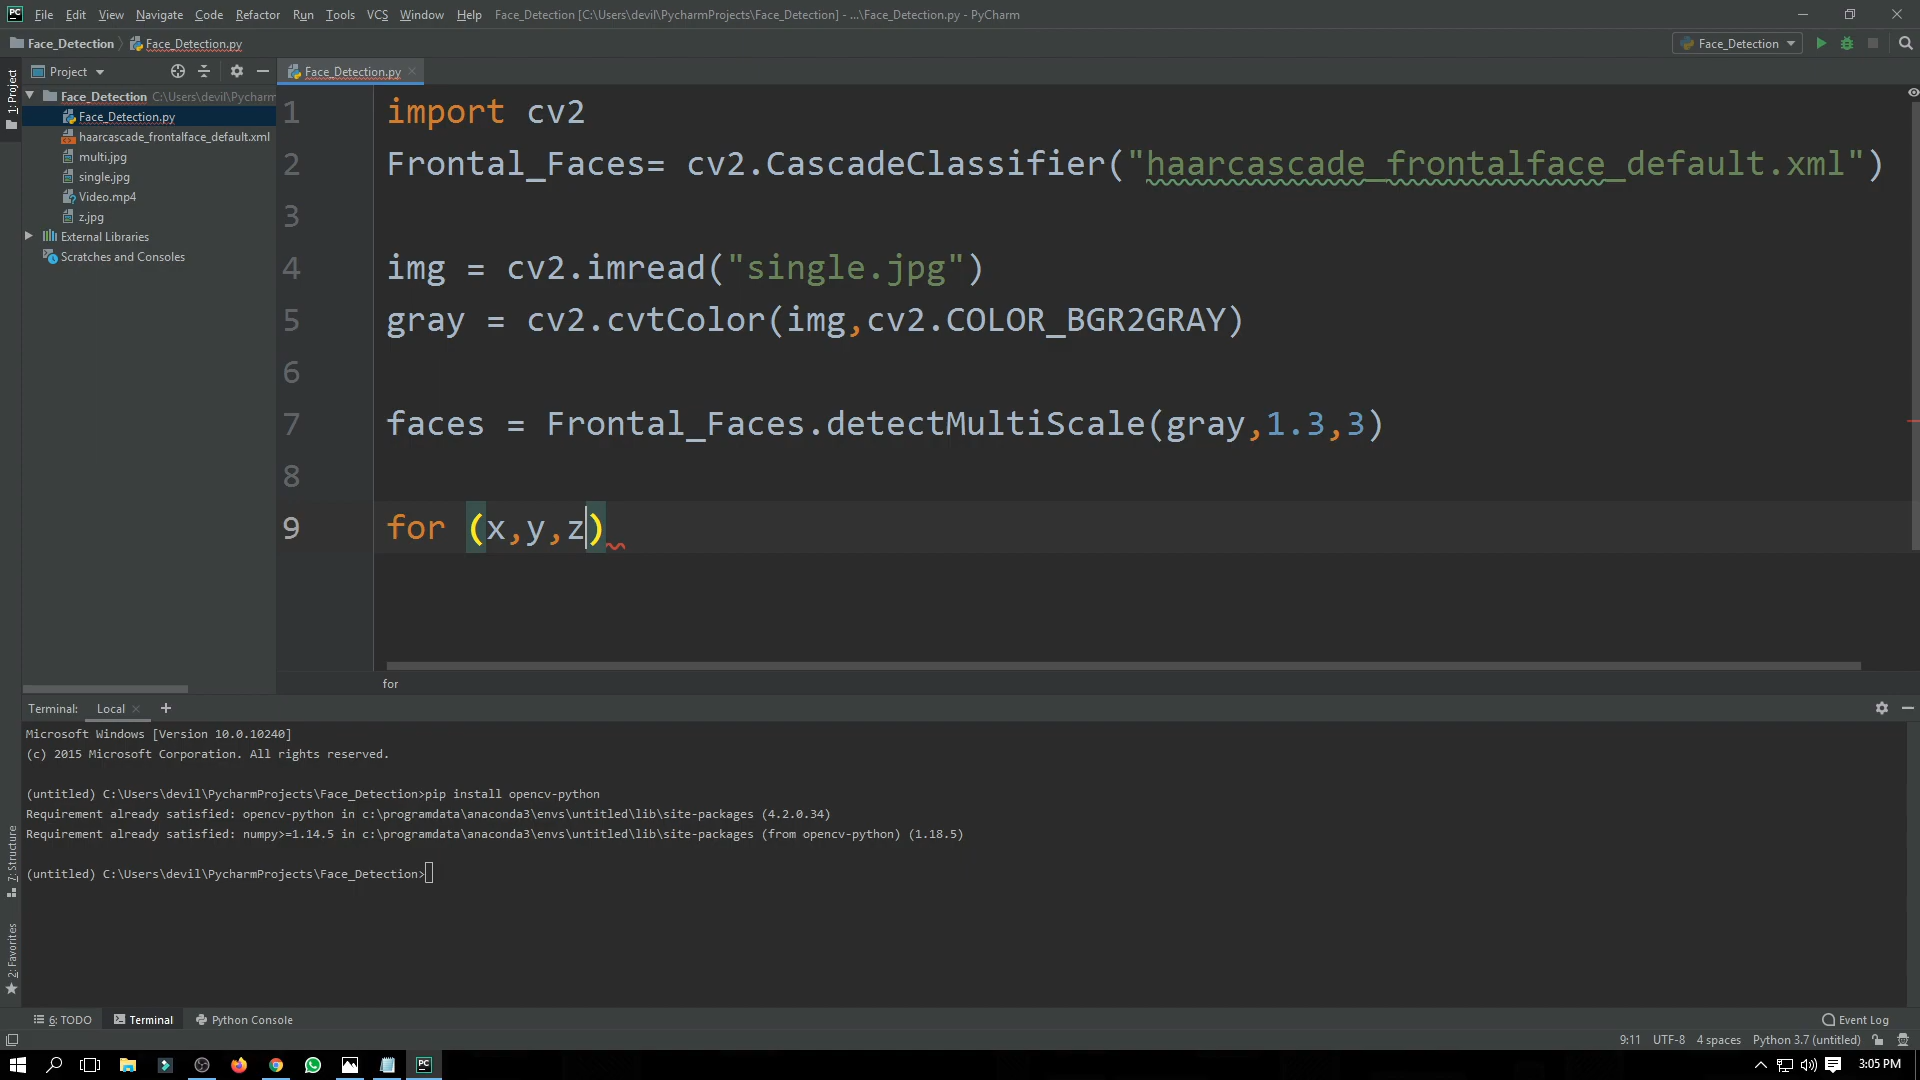 PC File Edit View Navigate Code Refactor Run Tools VCS Window Help Face_Detection [C:\Users\devil\PycharmProjects\Face_Detection] - ...\Face_Detection.py - PyCharm
Face_Detection Face_Detection.py Face_Detection
Project Face_Detection.py
1: Project
Face_Detection C:\Users\devil\Pycharm
Face_Detection.py
haarcascade_frontalface_default.xml
multi.jpg
single.jpg
Video.mp4
z.jpg
External Libraries
Scratches and Consoles
1 import cv2
2 Frontal_Faces= cv2.CascadeClassifier("haarcascade_frontalface_default.xml")
3
4 img = cv2.imread("single.jpg")
5 gray = cv2.cvtColor(img,cv2.COLOR_BGR2GRAY)
6
7 faces = Frontal_Faces.detectMultiScale(gray,1.3,3)
8
9 for (x,y,z)
for
Terminal: Local +
Microsoft Windows [Version 10.0.10240]
(c) 2015 Microsoft Corporation. All rights reserved.
(untitled) C:\Users\devil\PycharmProjects\Face_Detection>pip install opencv-python
Requirement already satisfied: opencv-python in c:\programdata\anaconda3\envs\untitled\lib\site-packages (4.2.0.34)
Requirement already satisfied: numpy>=1.14.5 in c:\programdata\anaconda3\envs\untitled\lib\site-packages (from opencv-python) (1.18.5)
(untitled) C:\Users\devil\PycharmProjects\Face_Detection>
7: Structure
2: Favorites
6: TODO Terminal Python Console Event Log
9:11 UTF-8 4 spaces Python 3.7 (untitled)
PC 3:05 PM